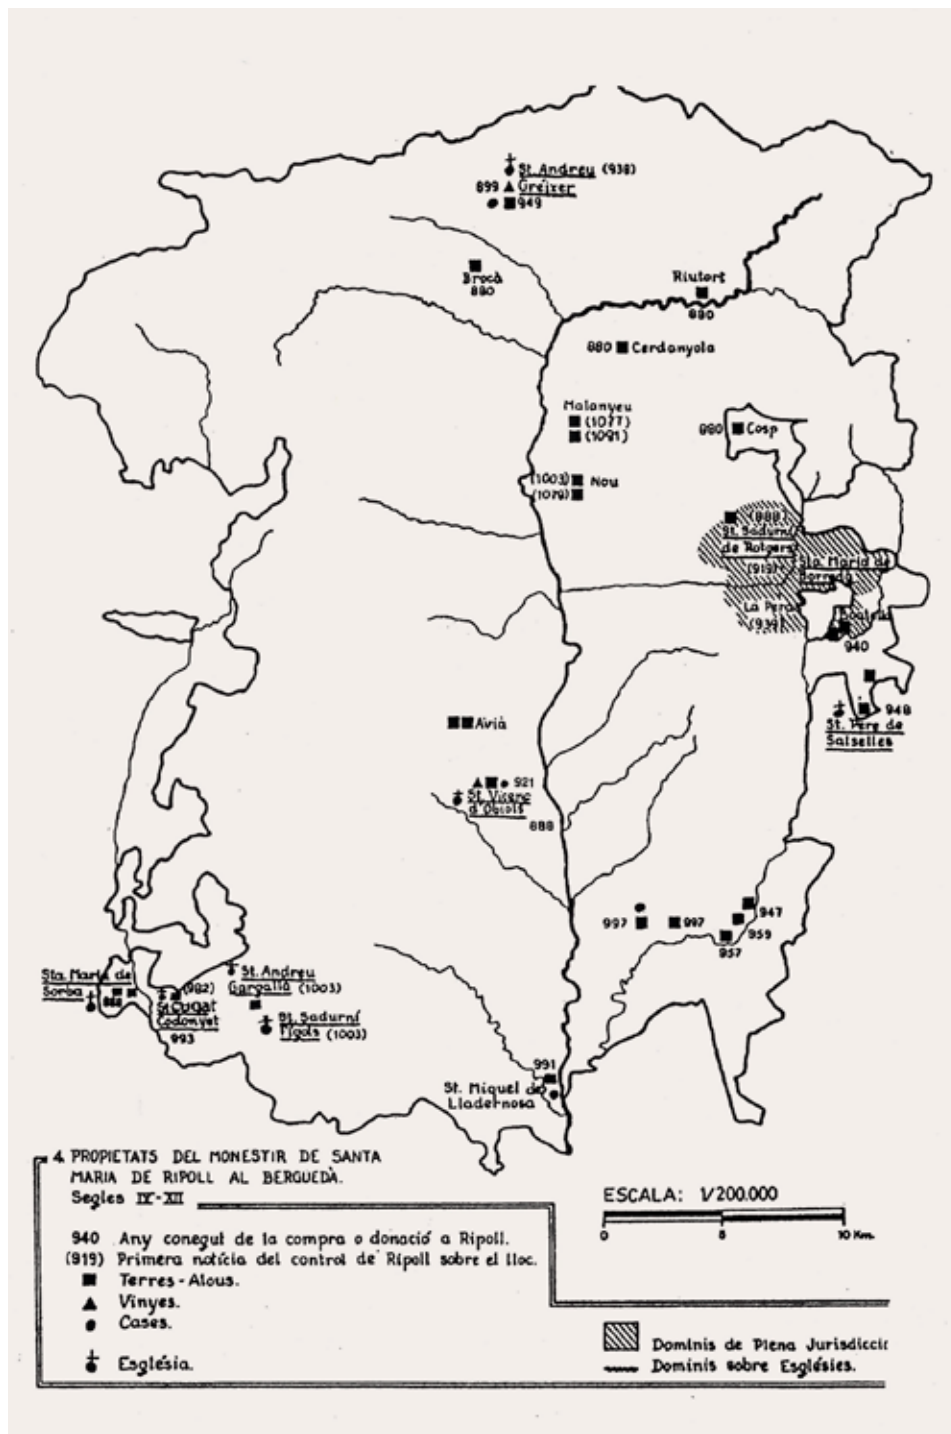 St. Andreu (938)
899 Greixer
949
Brocà
880
Riutort
880
880 Cerdanyola
Malanyeu
(1077)
(1091)
880 Cosp
(1003) Nou
(1079)
(888)
St. Sadurní
de Rotgers
(919)
Sta. Maria de
Borredà
La Pera
(938)
940
948
St. Pere de
Salselles
Avià
921
St. Vicenç
d'Obiols
888
997
997
947
959
957
Sta. Maria de
Sorba
888
(982)
St Cugat
Codonyet
993
St. Andreu
Gargallà (1003)
St. Sadurní
Fígols (1003)
991
St. Miquel de
Lladernosa
4. PROPIETATS DEL MONESTIR DE SANTA
MARIA DE RIPOLL AL BERGUEDÀ.
Segles IX-XII
ESCALA: 1/200.000
0 5 10 Km.
940 Any conegut de la compra o donació a Ripoll.
(919) Primera notícia del control de Ripoll sobre el lloc.
Terres-Alous.
Vinyes.
Cases.
Església.
Dominis de Plena Jurisdicci
Dominis sobre Esglésies.